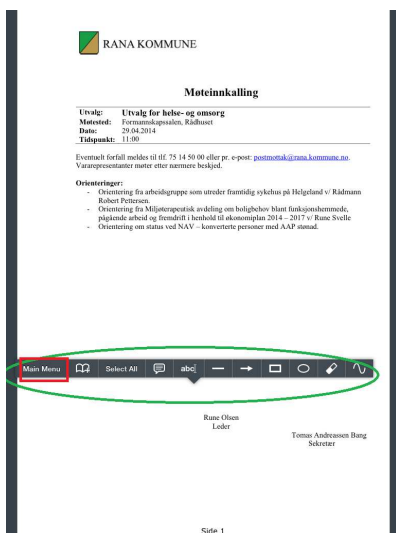 RANA KOMMUNE
Møteinnkalling
Utvalg: Utvalg for helse- og omsorg
Møtested: Formannskapssalen, Rådhuset
Dato: 29.04.2014
Tidspunkt: 11:00
Eventuelt forfall meldes til tlf. 75 14 50 00 eller pr. e-post: postmottak@rana.kommune.no.
Vararepresentanter møter etter nærmere beskjed.
Orienteringer:
- Orientering fra arbeidsgruppe som utreder framtidig sykehus på Helgeland v/ Rådmann
Robert Pettersen.
- Orientering fra Miljøterapeutisk avdeling om boligbehov blant funksjonshemmede,
pågående arbeid og fremdrift i henhold til økonomiplan 2014 – 2017 v/ Rune Svelle
- Orientering om status ved NAV – konverterte personer med AAP stønad.
Main Menu Select All abc
Rune Olsen
Leder
Tomas Andreassen Bang
Sekretær
Side 1